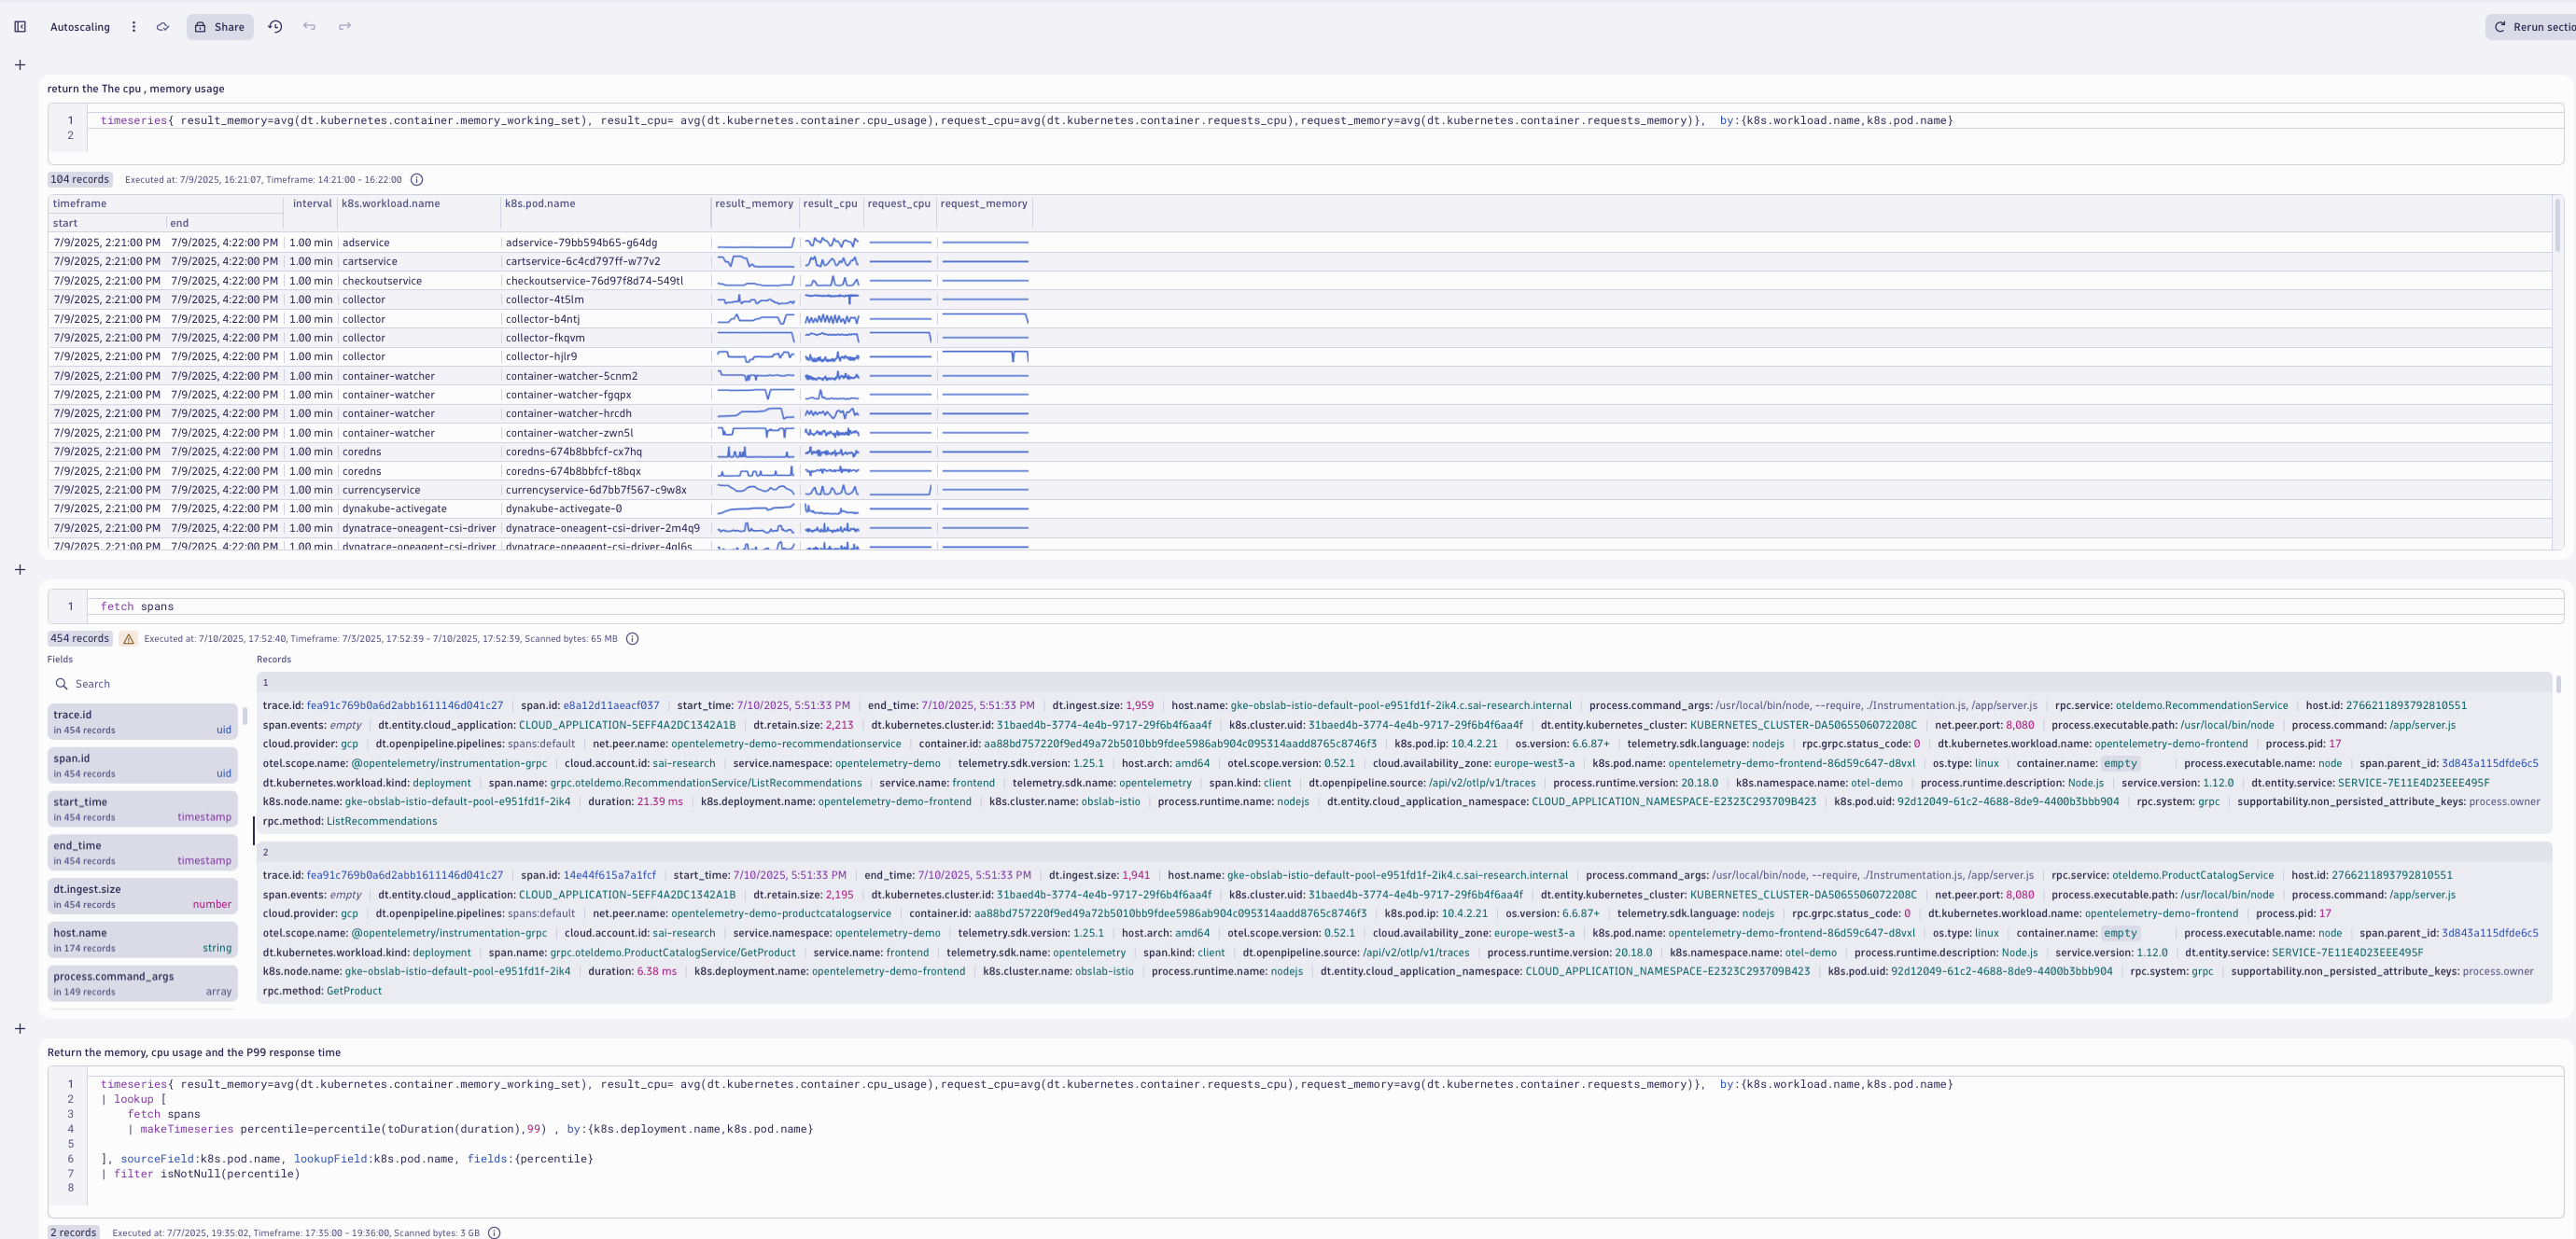 Autoscaling
Share
Rerun sectio
return the The cpu , memory usage
1 timeseries{ result_memory=avg(dt.kubernetes.container.memory_working_set), result_cpu= avg(dt.kubernetes.container.cpu_usage),request_cpu=avg(dt.kubernetes.container.requests_cpu),request_memory=avg(dt.kubernetes.container.requests_memory)}, by:{k8s.workload.name,k8s.pod.name}
2
104 records Executed at: 7/9/2025, 16:21:07, Timeframe: 14:21:00 - 16:22:00
timeframe interval k8s.workload.name k8s.pod.name result_memory result_cpu request_cpu request_memory
start end
7/9/2025, 2:21:00 PM 7/9/2025, 4:22:00 PM 1.00 min adservice adservice-79bb594b65-g64dg
7/9/2025, 2:21:00 PM 7/9/2025, 4:22:00 PM 1.00 min cartservice cartservice-6c4cd797ff-w77v2
7/9/2025, 2:21:00 PM 7/9/2025, 4:22:00 PM 1.00 min checkoutservice checkoutservice-76d97f8d74-549tl
7/9/2025, 2:21:00 PM 7/9/2025, 4:22:00 PM 1.00 min collector collector-4t5lm
7/9/2025, 2:21:00 PM 7/9/2025, 4:22:00 PM 1.00 min collector collector-b4ntj
7/9/2025, 2:21:00 PM 7/9/2025, 4:22:00 PM 1.00 min collector collector-fkqvm
7/9/2025, 2:21:00 PM 7/9/2025, 4:22:00 PM 1.00 min collector collector-hjlr9
7/9/2025, 2:21:00 PM 7/9/2025, 4:22:00 PM 1.00 min container-watcher container-watcher-5cnm2
7/9/2025, 2:21:00 PM 7/9/2025, 4:22:00 PM 1.00 min container-watcher container-watcher-fgqpx
7/9/2025, 2:21:00 PM 7/9/2025, 4:22:00 PM 1.00 min container-watcher container-watcher-hrcdh
7/9/2025, 2:21:00 PM 7/9/2025, 4:22:00 PM 1.00 min container-watcher container-watcher-zwn5l
7/9/2025, 2:21:00 PM 7/9/2025, 4:22:00 PM 1.00 min coredns coredns-674b8bbfcf-cx7hq
7/9/2025, 2:21:00 PM 7/9/2025, 4:22:00 PM 1.00 min coredns coredns-674b8bbfcf-t8bqx
7/9/2025, 2:21:00 PM 7/9/2025, 4:22:00 PM 1.00 min currencyservice currencyservice-6d7bb7f567-c9w8x
7/9/2025, 2:21:00 PM 7/9/2025, 4:22:00 PM 1.00 min dynakube-activegate dynakube-activegate-0
7/9/2025, 2:21:00 PM 7/9/2025, 4:22:00 PM 1.00 min dynatrace-oneagent-csi-driver dynatrace-oneagent-csi-driver-2m4q9
7/9/2025, 2:21:00 PM 7/9/2025, 4:22:00 PM 1.00 min dynatrace-oneagent-csi-driver dynatrace-oneagent-csi-driver-4gl6s
1 fetch spans
454 records Executed at: 7/10/2025, 17:52:40, Timeframe: 7/3/2025, 17:52:39 - 7/10/2025, 17:52:39, Scanned bytes: 65 MB
Fields
Search
trace.id
in 454 records uid
span.id
in 454 records uid
start_time
in 454 records timestamp
end_time
in 454 records timestamp
dt.ingest.size
in 454 records number
host.name
in 174 records string
process.command_args
in 149 records array
Records
1
trace.id: fea91c769b0a6d2abb1611146d041c27 span.id: e8a12d11aeacf037 start_time: 7/10/2025, 5:51:33 PM end_time: 7/10/2025, 5:51:33 PM dt.ingest.size: 1,959 host.name: gke-obslab-istio-default-pool-e951fd1f-2ik4.c.sai-research.internal process.command_args: /usr/local/bin/node, --require, ./Instrumentation.js, /app/server.js rpc.service: oteldemo.RecommendationService host.id: 2766211893792810551
span.events: empty dt.entity.cloud_application: CLOUD_APPLICATION-5EFF4A2DC1342A1B dt.retain.size: 2,213 dt.kubernetes.cluster.id: 31baed4b-3774-4e4b-9717-29f6b4f6aa4f k8s.cluster.uid: 31baed4b-3774-4e4b-9717-29f6b4f6aa4f dt.entity.kubernetes_cluster: KUBERNETES_CLUSTER-DA5065506072208C net.peer.port: 8,080 process.executable.path: /usr/local/bin/node process.command: /app/server.js
cloud.provider: gcp dt.openpipeline.pipelines: spans:default net.peer.name: opentelemetry-demo-recommendationservice container.id: aa88bd757220f9ed49a72b5010bb9fdee5986ab904c095314aadd8765c8746f3 k8s.pod.ip: 10.4.2.21 os.version: 6.6.87+ telemetry.sdk.language: nodejs rpc.grpc.status_code: 0 dt.kubernetes.workload.name: opentelemetry-demo-frontend process.pid: 17
otel.scope.name: @opentelemetry/instrumentation-grpc cloud.account.id: sai-research service.namespace: opentelemetry-demo telemetry.sdk.version: 1.25.1 host.arch: amd64 otel.scope.version: 0.52.1 cloud.availability_zone: europe-west3-a k8s.pod.name: opentelemetry-demo-frontend-86d59c647-d8vxl os.type: linux container.name: empty process.executable.name: node span.parent_id: 3d843a115dfde6c5
dt.kubernetes.workload.kind: deployment span.name: grpc.oteldemo.RecommendationService/ListRecommendations service.name: frontend telemetry.sdk.name: opentelemetry span.kind: client dt.openpipeline.source: /api/v2/otlp/v1/traces process.runtime.version: 20.18.0 k8s.namespace.name: otel-demo process.runtime.description: Node.js service.version: 1.12.0 dt.entity.service: SERVICE-7E11E4D23EEE495F
k8s.node.name: gke-obslab-istio-default-pool-e951fd1f-2ik4 duration: 21.39 ms k8s.deployment.name: opentelemetry-demo-frontend k8s.cluster.name: obslab-istio process.runtime.name: nodejs dt.entity.cloud_application_namespace: CLOUD_APPLICATION_NAMESPACE-E2323C293709B423 k8s.pod.uid: 92d12049-61c2-4688-8de9-4400b3bbb904 rpc.system: grpc supportability.non_persisted_attribute_keys: process.owner
rpc.method: ListRecommendations
2
trace.id: fea91c769b0a6d2abb1611146d041c27 span.id: 14e44f615a7a1fcf start_time: 7/10/2025, 5:51:33 PM end_time: 7/10/2025, 5:51:33 PM dt.ingest.size: 1,941 host.name: gke-obslab-istio-default-pool-e951fd1f-2ik4.c.sai-research.internal process.command_args: /usr/local/bin/node, --require, ./Instrumentation.js, /app/server.js rpc.service: oteldemo.ProductCatalogService host.id: 2766211893792810551
span.events: empty dt.entity.cloud_application: CLOUD_APPLICATION-5EFF4A2DC1342A1B dt.retain.size: 2,195 dt.kubernetes.cluster.id: 31baed4b-3774-4e4b-9717-29f6b4f6aa4f k8s.cluster.uid: 31baed4b-3774-4e4b-9717-29f6b4f6aa4f dt.entity.kubernetes_cluster: KUBERNETES_CLUSTER-DA5065506072208C net.peer.port: 8,080 process.executable.path: /usr/local/bin/node process.command: /app/server.js
cloud.provider: gcp dt.openpipeline.pipelines: spans:default net.peer.name: opentelemetry-demo-productcatalogservice container.id: aa88bd757220f9ed49a72b5010bb9fdee5986ab904c095314aadd8765c8746f3 k8s.pod.ip: 10.4.2.21 os.version: 6.6.87+ telemetry.sdk.language: nodejs rpc.grpc.status_code: 0 dt.kubernetes.workload.name: opentelemetry-demo-frontend process.pid: 17
otel.scope.name: @opentelemetry/instrumentation-grpc cloud.account.id: sai-research service.namespace: opentelemetry-demo telemetry.sdk.version: 1.25.1 host.arch: amd64 otel.scope.version: 0.52.1 cloud.availability_zone: europe-west3-a k8s.pod.name: opentelemetry-demo-frontend-86d59c647-d8vxl os.type: linux container.name: empty process.executable.name: node span.parent_id: 3d843a115dfde6c5
dt.kubernetes.workload.kind: deployment span.name: grpc.oteldemo.ProductCatalogService/GetProduct service.name: frontend telemetry.sdk.name: opentelemetry span.kind: client dt.openpipeline.source: /api/v2/otlp/v1/traces process.runtime.version: 20.18.0 k8s.namespace.name: otel-demo process.runtime.description: Node.js service.version: 1.12.0 dt.entity.service: SERVICE-7E11E4D23EEE495F
k8s.node.name: gke-obslab-istio-default-pool-e951fd1f-2ik4 duration: 6.38 ms k8s.deployment.name: opentelemetry-demo-frontend k8s.cluster.name: obslab-istio process.runtime.name: nodejs dt.entity.cloud_application_namespace: CLOUD_APPLICATION_NAMESPACE-E2323C293709B423 k8s.pod.uid: 92d12049-61c2-4688-8de9-4400b3bbb904 rpc.system: grpc supportability.non_persisted_attribute_keys: process.owner
rpc.method: GetProduct
Return the memory, cpu usage and the P99 response time
1 timeseries{ result_memory=avg(dt.kubernetes.container.memory_working_set), result_cpu= avg(dt.kubernetes.container.cpu_usage),request_cpu=avg(dt.kubernetes.container.requests_cpu),request_memory=avg(dt.kubernetes.container.requests_memory)}, by:{k8s.workload.name,k8s.pod.name}
2 | lookup [
3 fetch spans
4 | makeTimeseries percentile=percentile(toDuration(duration),99) , by:{k8s.deployment.name,k8s.pod.name}
5
6 ], sourceField:k8s.pod.name, lookupField:k8s.pod.name, fields:{percentile}
7 | filter isNotNull(percentile)
8
2 records Executed at: 7/7/2025, 19:35:02, Timeframe: 17:35:00 - 19:36:00, Scanned bytes: 3 GB